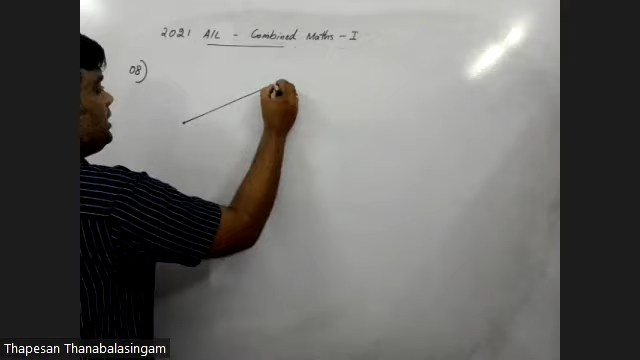 2021 A/L - Combined Maths - I
08)
Thapesan Thanabalasingam